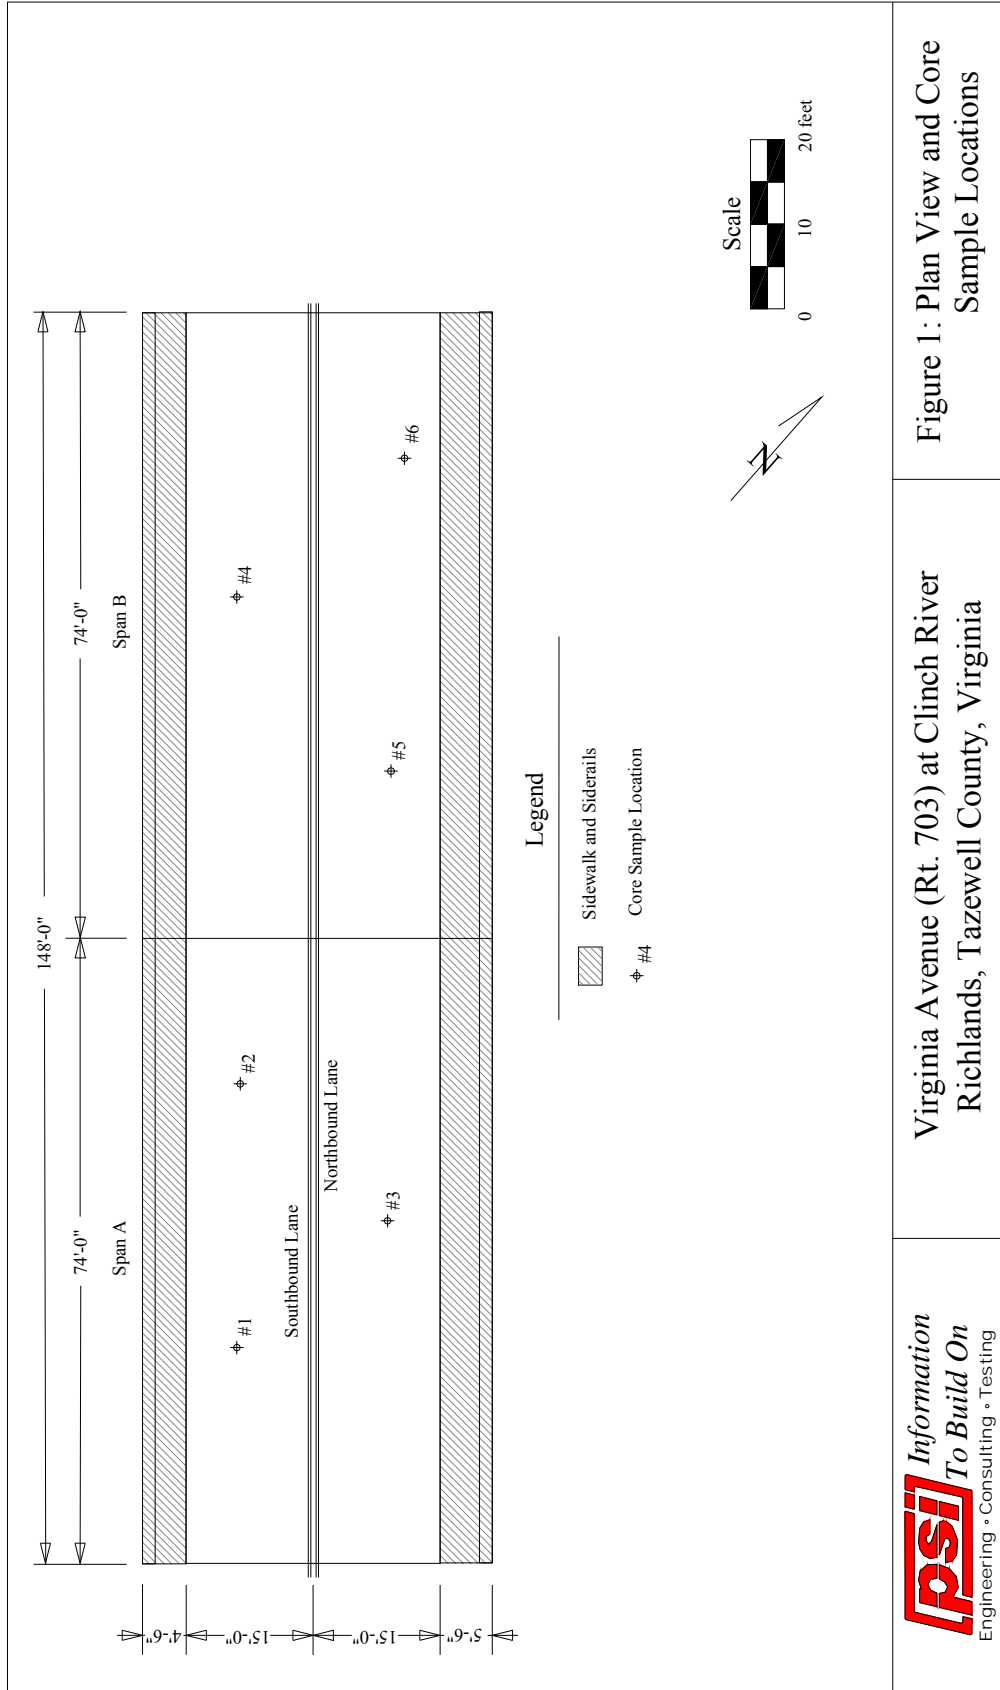 148'-0"
74'-0"
74'-0"
Span A
Span B
4'-6"
15'-0"
15'-0"
5'-6"
#1
#2
#4
Southbound Lane
Northbound Lane
#3
#5
#6
Legend
Sidewalk and Siderails
#4 Core Sample Location
N
Scale
0 10 20 feet
psi Information
To Build On
Engineering • Consulting • Testing
Virginia Avenue (Rt. 703) at Clinch River
Richlands, Tazewell County, Virginia
Figure 1: Plan View and Core
Sample Locations